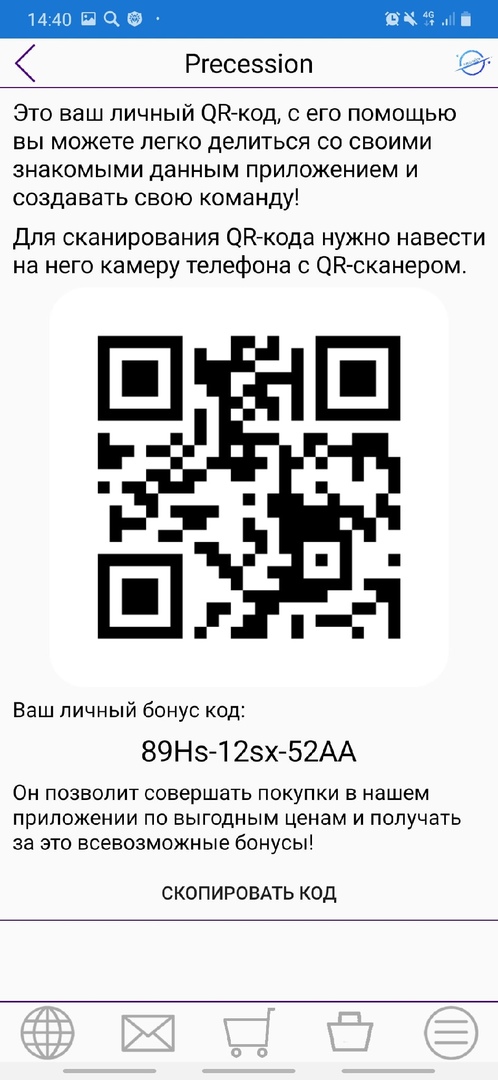 14:40
4G
Precession
Это ваш личный QR-код, с его помощью
вы можете легко делиться со своими
знакомыми данным приложением и
создавать свою команду!
Для сканирования QR-кода нужно навести
на него камеру телефона с QR-сканером.
Ваш личный бонус код:
89Hs-12sx-52AA
Он позволит совершать покупки в нашем
приложении по выгодным ценам и получать
за это всевозможные бонусы!
СКОПИРОВАТЬ КОД